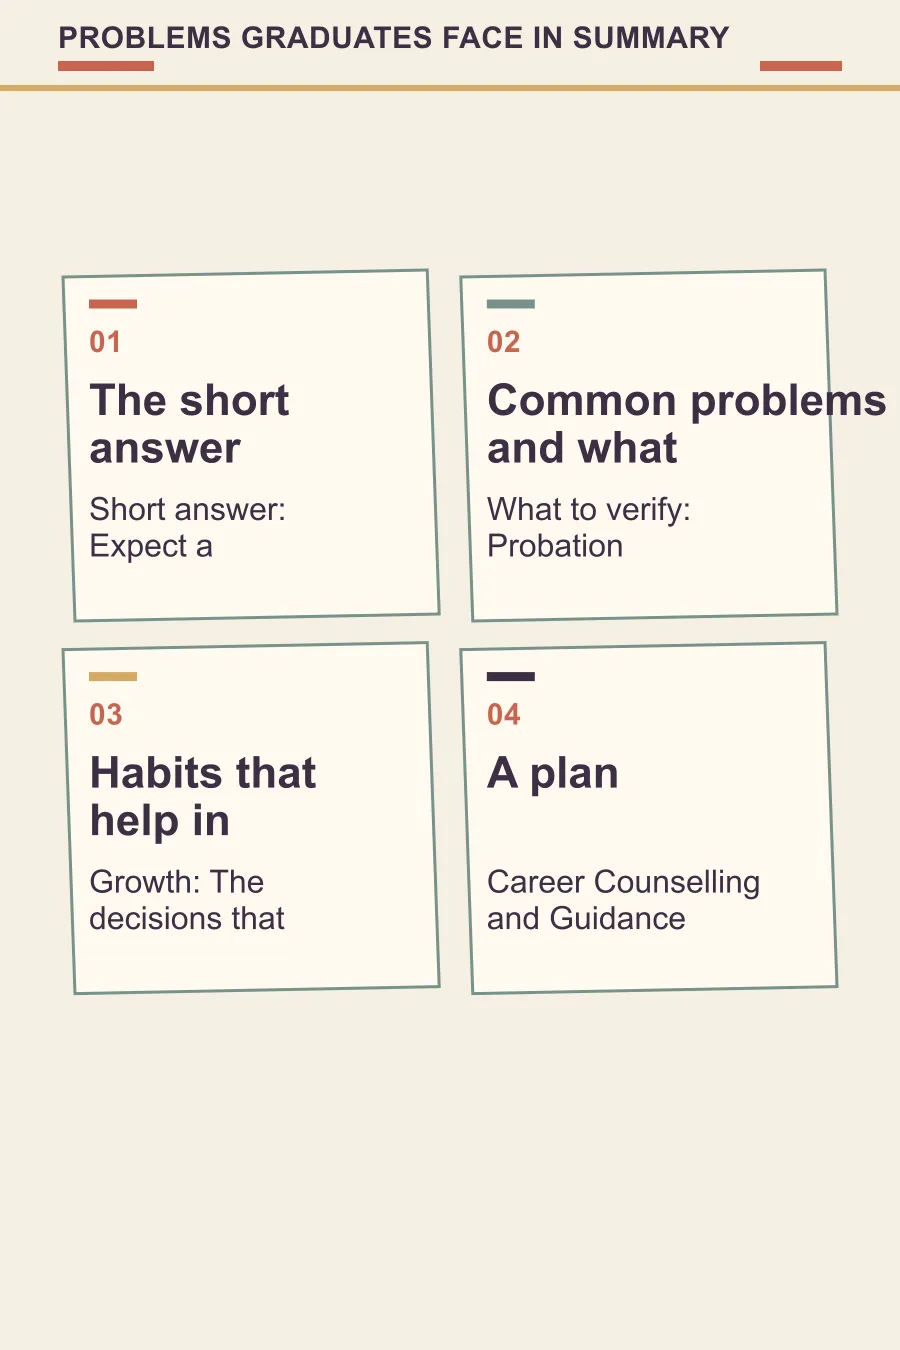 PROBLEMS GRADUATES FACE IN SUMMARY
01
The short
answer
Short answer:
Expect a
02
Common problems
and what
What to verify:
Probation
03
Habits that
help in
Growth: The
decisions that
04
A plan
Career Counselling
and Guidance